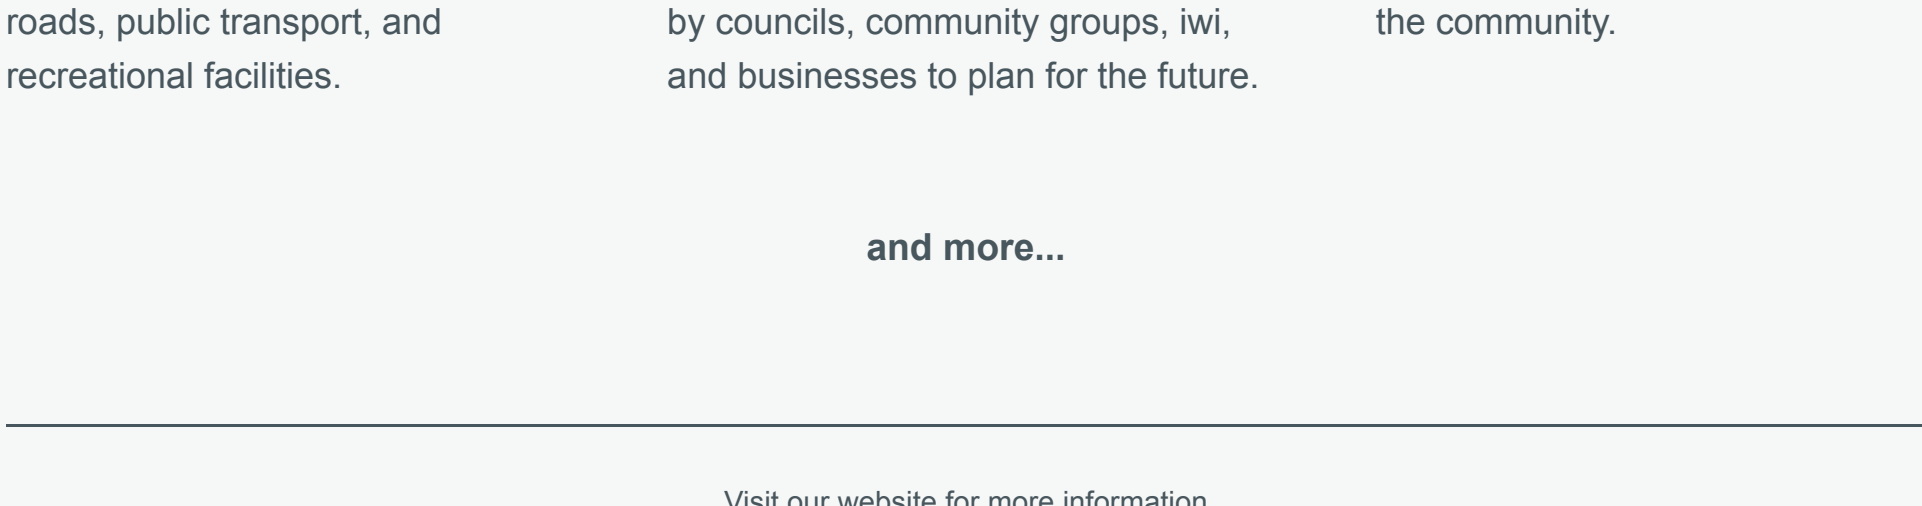 roads, public transport, and
recreational facilities.
by councils, community groups, iwi,
and businesses to plan for the future.
the community.
and more...
Visit our website for more information